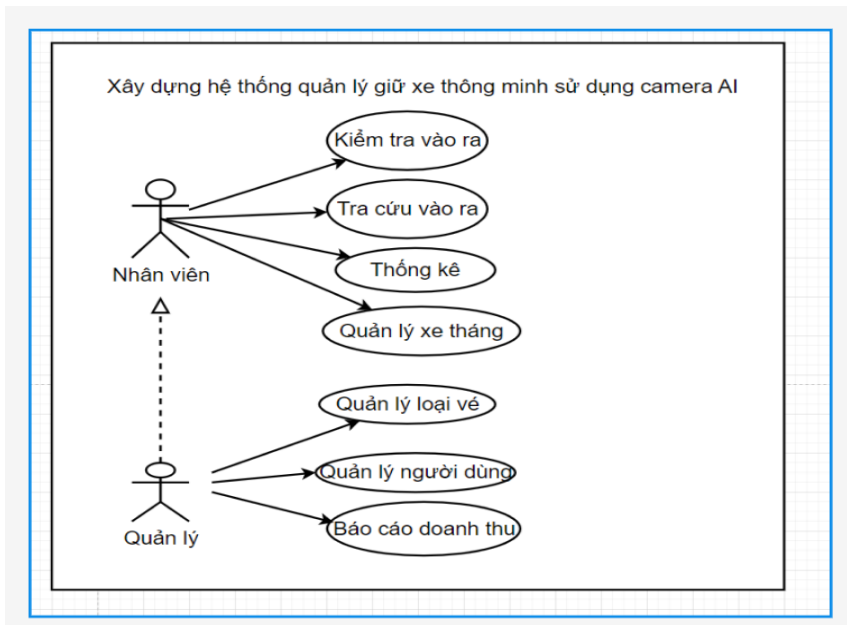 Xây dựng hệ thống quản lý giữ xe thông minh sử dụng camera AI
Kiểm tra vào ra
Tra cứu vào ra
Thống kê
Nhân viên
Quản lý xe tháng
Quản lý loại vé
Quản lý người dùng
Báo cáo doanh thu
Quản lý